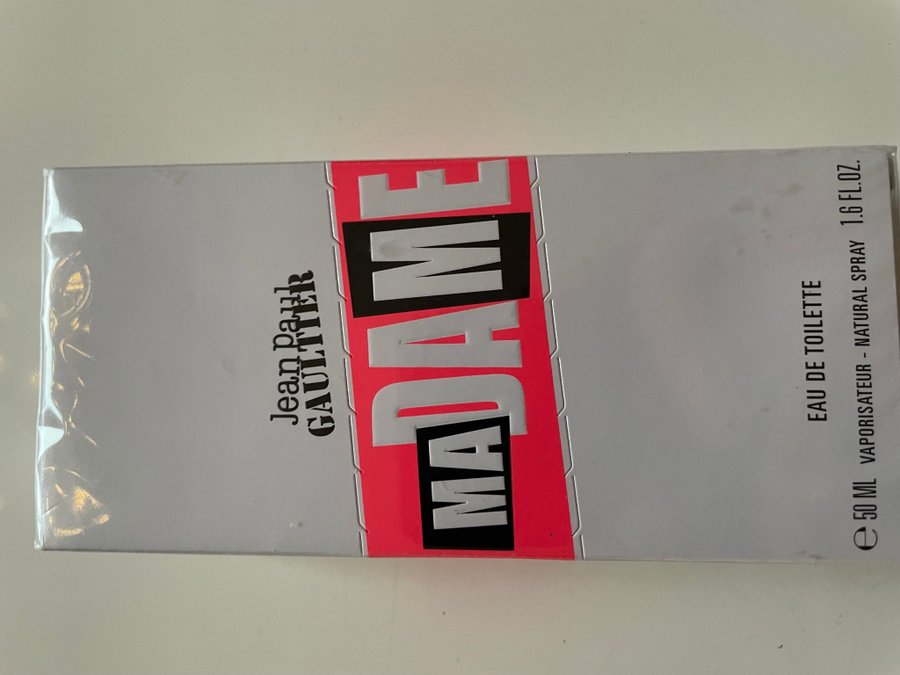 Jean Paul
GAULTIER
MADAME
EAU DE TOILETTE
℮ 50 ML VAPORISATEUR - NATURAL SPRAY 1.6 FL.OZ.